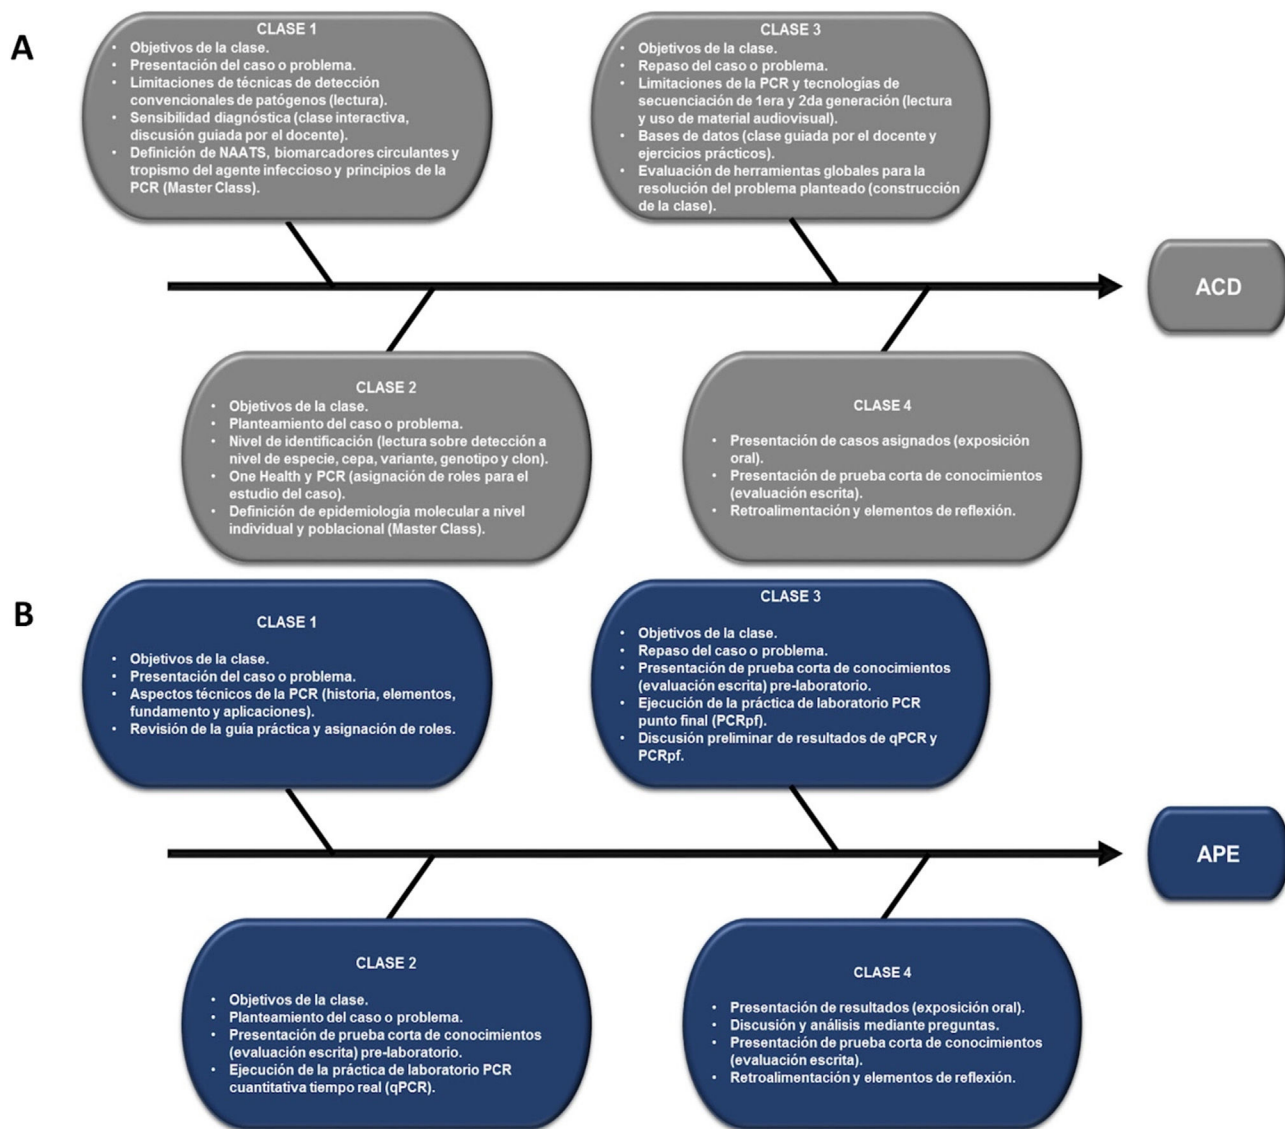 A
CLASE 1
• Objetivos de la clase.
• Presentación del caso o problema.
• Limitaciones de técnicas de detección
convencionales de patógenos (lectura).
• Sensibilidad diagnóstica (clase interactiva,
discusión guiada por el docente).
• Definición de NAATS, biomarcadores circulantes y
tropismo del agente infeccioso y principios de la
PCR (Master Class).
CLASE 3
• Objetivos de la clase.
• Repaso del caso o problema.
• Limitaciones de la PCR y tecnologías de
secuenciación de 1era y 2da generación (lectura
y uso de material audiovisual).
• Bases de datos (clase guiada por el docente y
ejercicios prácticos).
• Evaluación de herramientas globales para la
resolución del problema planteado (construcción
de la clase).
ACD
CLASE 2
• Objetivos de la clase.
• Planteamiento del caso o problema.
• Nivel de identificación (lectura sobre detección a
nivel de especie, cepa, variante, genotipo y clon).
• One Health y PCR (asignación de roles para el
estudio del caso).
• Definición de epidemiología molecular a nivel
individual y poblacional (Master Class).
CLASE 4
• Presentación de casos asignados (exposición
oral).
• Presentación de prueba corta de conocimientos
(evaluación escrita).
• Retroalimentación y elementos de reflexión.
B
CLASE 1
• Objetivos de la clase.
• Presentación del caso o problema.
• Aspectos técnicos de la PCR (historia, elementos,
fundamento y aplicaciones).
• Revisión de la guía práctica y asignación de roles.
CLASE 3
• Objetivos de la clase.
• Repaso del caso o problema.
• Presentación de prueba corta de conocimientos
(evaluación escrita) pre-laboratorio.
• Ejecución de la práctica de laboratorio PCR
punto final (PCRpf).
• Discusión preliminar de resultados de qPCR y
PCRpf.
APE
CLASE 2
• Objetivos de la clase.
• Planteamiento del caso o problema.
• Presentación de prueba corta de conocimientos
(evaluación escrita) pre-laboratorio.
• Ejecución de la práctica de laboratorio PCR
cuantitativa tiempo real (qPCR).
CLASE 4
• Presentación de resultados (exposición oral).
• Discusión y análisis mediante preguntas.
• Presentación de prueba corta de conocimientos
(evaluación escrita).
• Retroalimentación y elementos de reflexión.